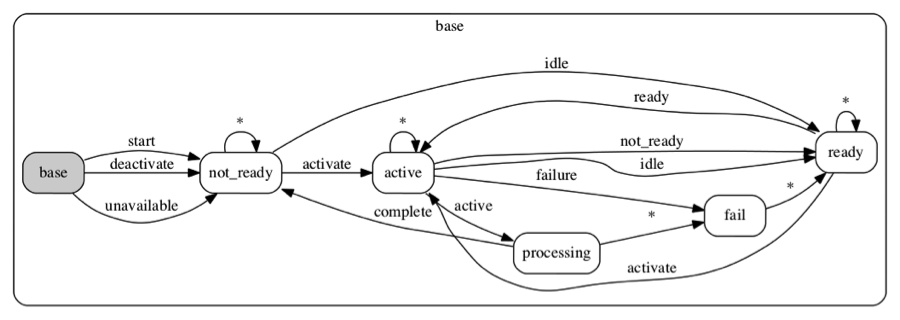 base
idle
ready
*
*
*
start
not_ready
deactivate
activate
idle
base
not_ready
active
ready
failure
*
unavailable
active
complete
*
fail
processing
activate